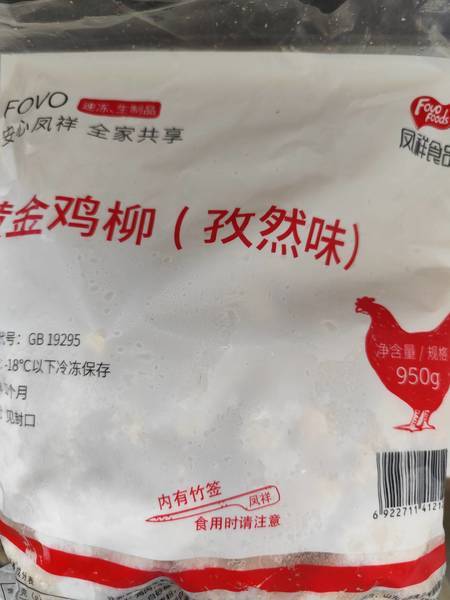 FOVO
速冻、生制品
Fovo Foods
安心凤祥 全家共享
凤祥食品
黄金鸡柳(孜然味)
号: GB 19295
-18℃以下冷冻保存
个月
见封口
净含量 / 规格
950g
内有竹签
凤祥
食用时请注意
6 922711 4121